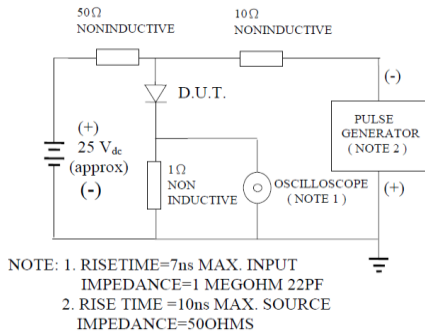 50Ω
NONINDUCTIVE
10Ω
NONINDUCTIVE
D.U.T.
(-)
PULSE
GENERATOR
( NOTE 2 )
(+)
(+)
25 Vdc
(approx)
(-)
1Ω
NON
INDUCTIVE
OSCILLOSCOPE
( NOTE 1 )
NOTE: 1. RISETIME=7ns MAX. INPUT
IMPEDANCE=1 MEGOHM 22PF
2. RISE TIME =10ns MAX. SOURCE
IMPEDANCE=50OHMS